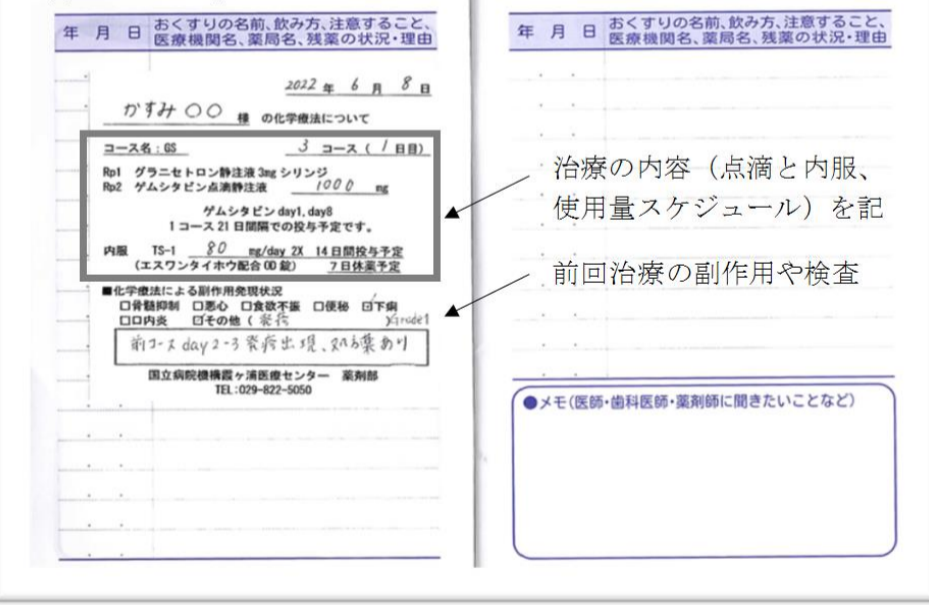 年 月 日 おくすりの名前、飲み方、注意すること、
医療機関名、薬局名、残薬の状況・理由
2022 年 6 月 8 日
かすみ〇〇 様 の化学療法について
コース名:GS 3 コース(1日目)
Rp1 グラニセトロン静注液 3mg シリンジ
Rp2 ゲムシタビン点滴静注液 1000 mg
ゲムシタビン day1, day8
1コース 21 日間隔での投与予定です。
内服 TS-1 80 mg/day 2X 14日間投与予定
(エスワンタイホウ配合OD錠) 7日休薬予定
■化学療法による副作用発現状況
□骨髄抑制 □悪心 □食欲不振 □便秘 ☑下痢
□口内炎 ☑その他(発疹 )Grade1
前コース day2-3 発疹出現、処方薬あり
国立病院機構霞ヶ浦医療センター 薬剤部
TEL:029-822-5050
年 月 日 おくすりの名前、飲み方、注意すること、
医療機関名、薬局名、残薬の状況・理由
治療の内容(点滴と内服、
使用量スケジュール)を記
前回治療の副作用や検査
●メモ(医師・歯科医師・薬剤師に聞きたいことなど)